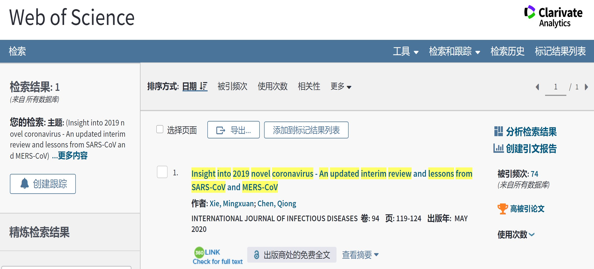 Web of Science
Clarivate
Analytics
检索
工具 检索和跟踪 检索历史 标记结果列表
检索结果: 1
(来自 所有数据库)
您的检索: 主题: (Insight into 2019 n
ovel coronavirus - An updated interim
review and lessons from SARS-CoV an
d MERS-CoV) ...更多内容
创建跟踪
精炼检索结果
排序方式: 日期 被引频次 使用次数 相关性 更多
1 / 1
选择页面 导出... 添加到标记结果列表
分析检索结果
创建引文报告
1. Insight into 2019 novel coronavirus - An updated interim review and lessons from
SARS-CoV and MERS-CoV
作者: Xie, Mingxuan; Chen, Qiong
INTERNATIONAL JOURNAL OF INFECTIOUS DISEASES 卷: 94 页: 119-124 出版年: MAY
2020
被引频次: 74
(来自所有数据库)
高被引论文
使用次数
LINK
Check for full text
出版商处的免费全文 查看摘要